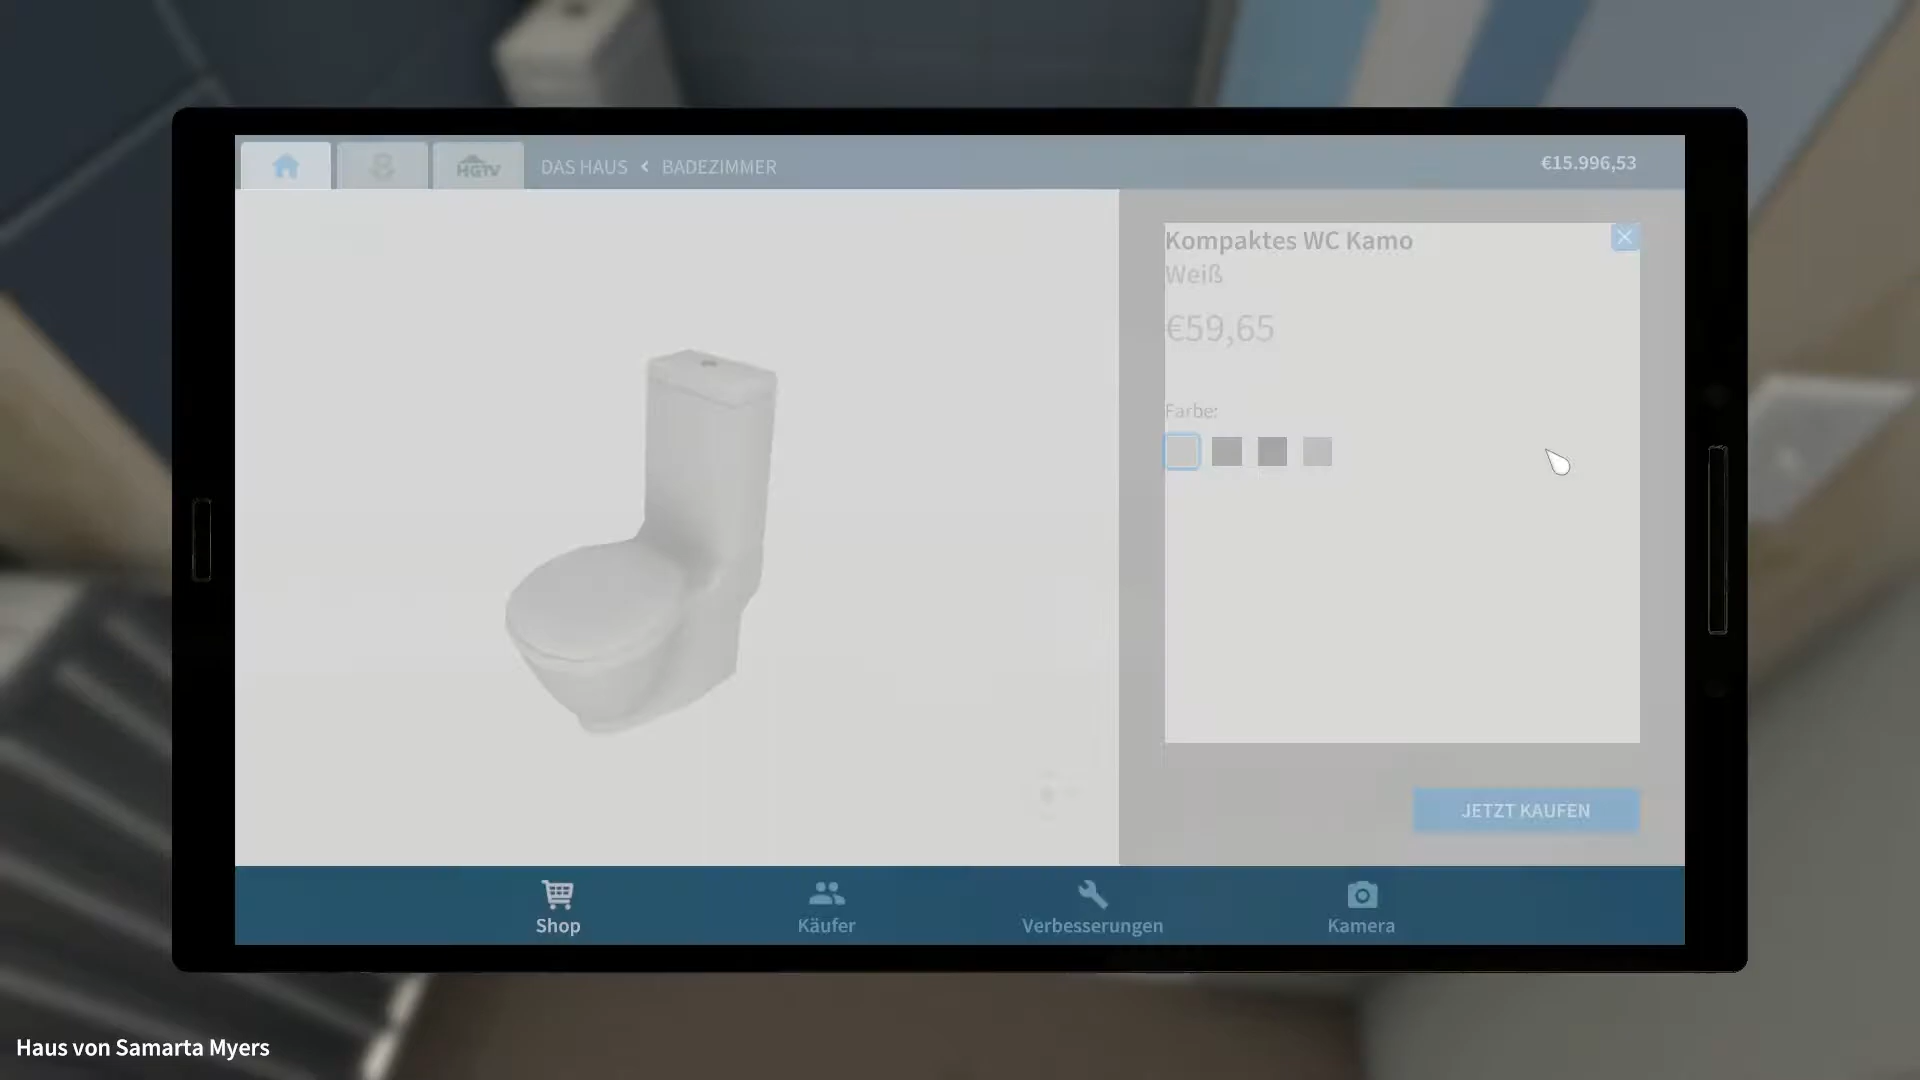 HGTV
DAS HAUS < BADEZIMMER
€15.996,53
Kompaktes WC Kamo
Weiß
€59,65
Farbe:
JETZT KAUFEN
Shop
Käufer
Verbesserungen
Kamera
Haus von Samarta Myers